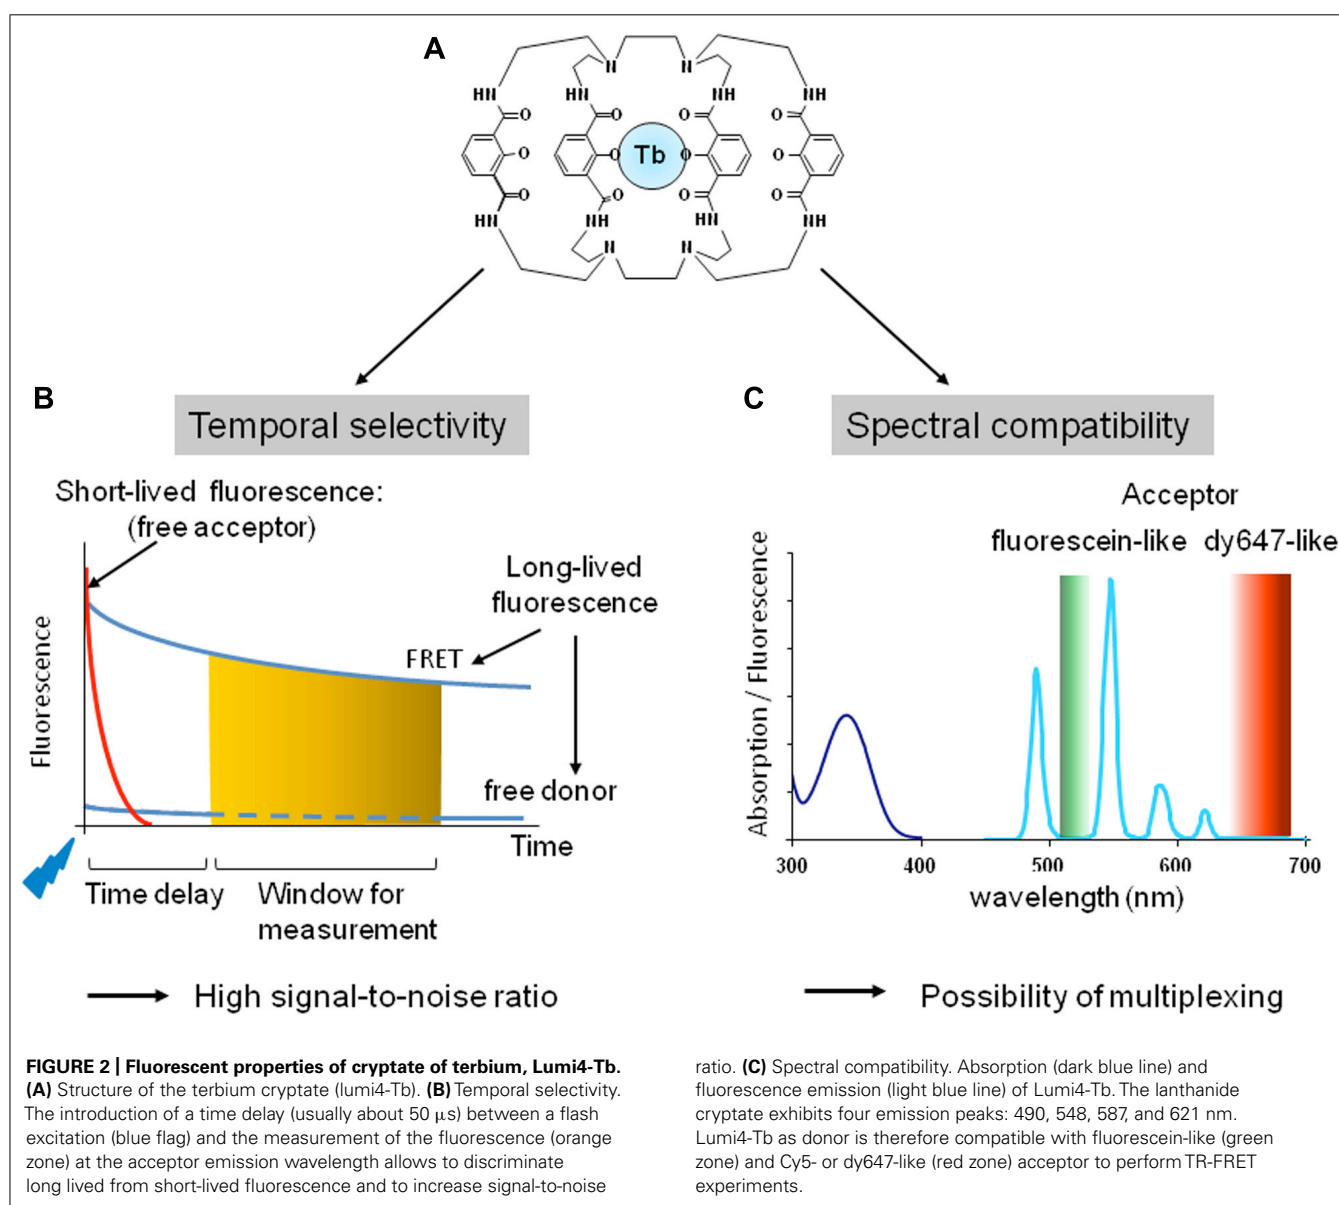 A
N N
HN HN NH NH
O O O O
O O Tb O O
O O O O
HN NH HN NH
N N
B
Temporal selectivity
Short-lived fluorescence:
(free acceptor)
Long-lived
fluorescence
FRET
free donor
Fluorescence
Time
Time delay
Window for
measurement
High signal-to-noise ratio
C
Spectral compatibility
Acceptor
fluorescein-like dy647-like
Absorption / Fluorescence
300 400 500 600 700
wavelength (nm)
Possibility of multiplexing
FIGURE 2 | Fluorescent properties of cryptate of terbium, Lumi4-Tb.
(A) Structure of the terbium cryptate (lumi4-Tb). (B) Temporal selectivity.
The introduction of a time delay (usually about 50 μs) between a flash
excitation (blue flag) and the measurement of the fluorescence (orange
zone) at the acceptor emission wavelength allows to discriminate
long lived from short-lived fluorescence and to increase signal-to-noise
ratio. (C) Spectral compatibility. Absorption (dark blue line) and
fluorescence emission (light blue line) of Lumi4-Tb. The lanthanide
cryptate exhibits four emission peaks: 490, 548, 587, and 621 nm.
Lumi4-Tb as donor is therefore compatible with fluorescein-like (green
zone) and Cy5- or dy647-like (red zone) acceptor to perform TR-FRET
experiments.